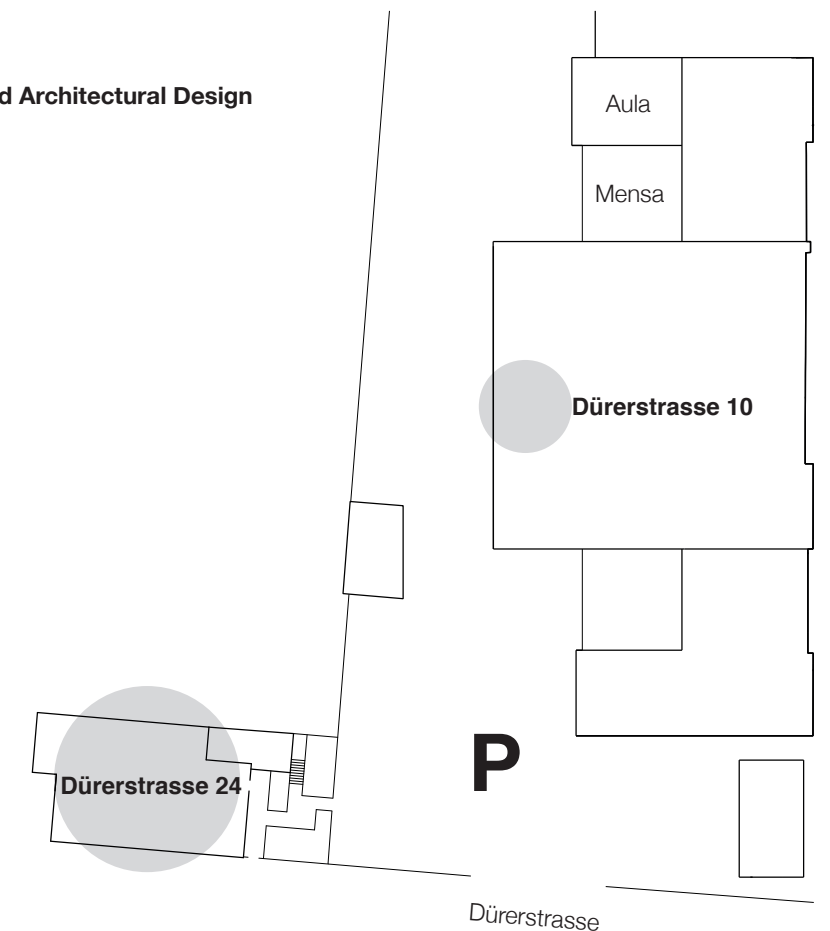 d Architectural Design
Aula
Mensa
Dürerstrasse 10
P
Dürerstrasse 24
Dürerstrasse